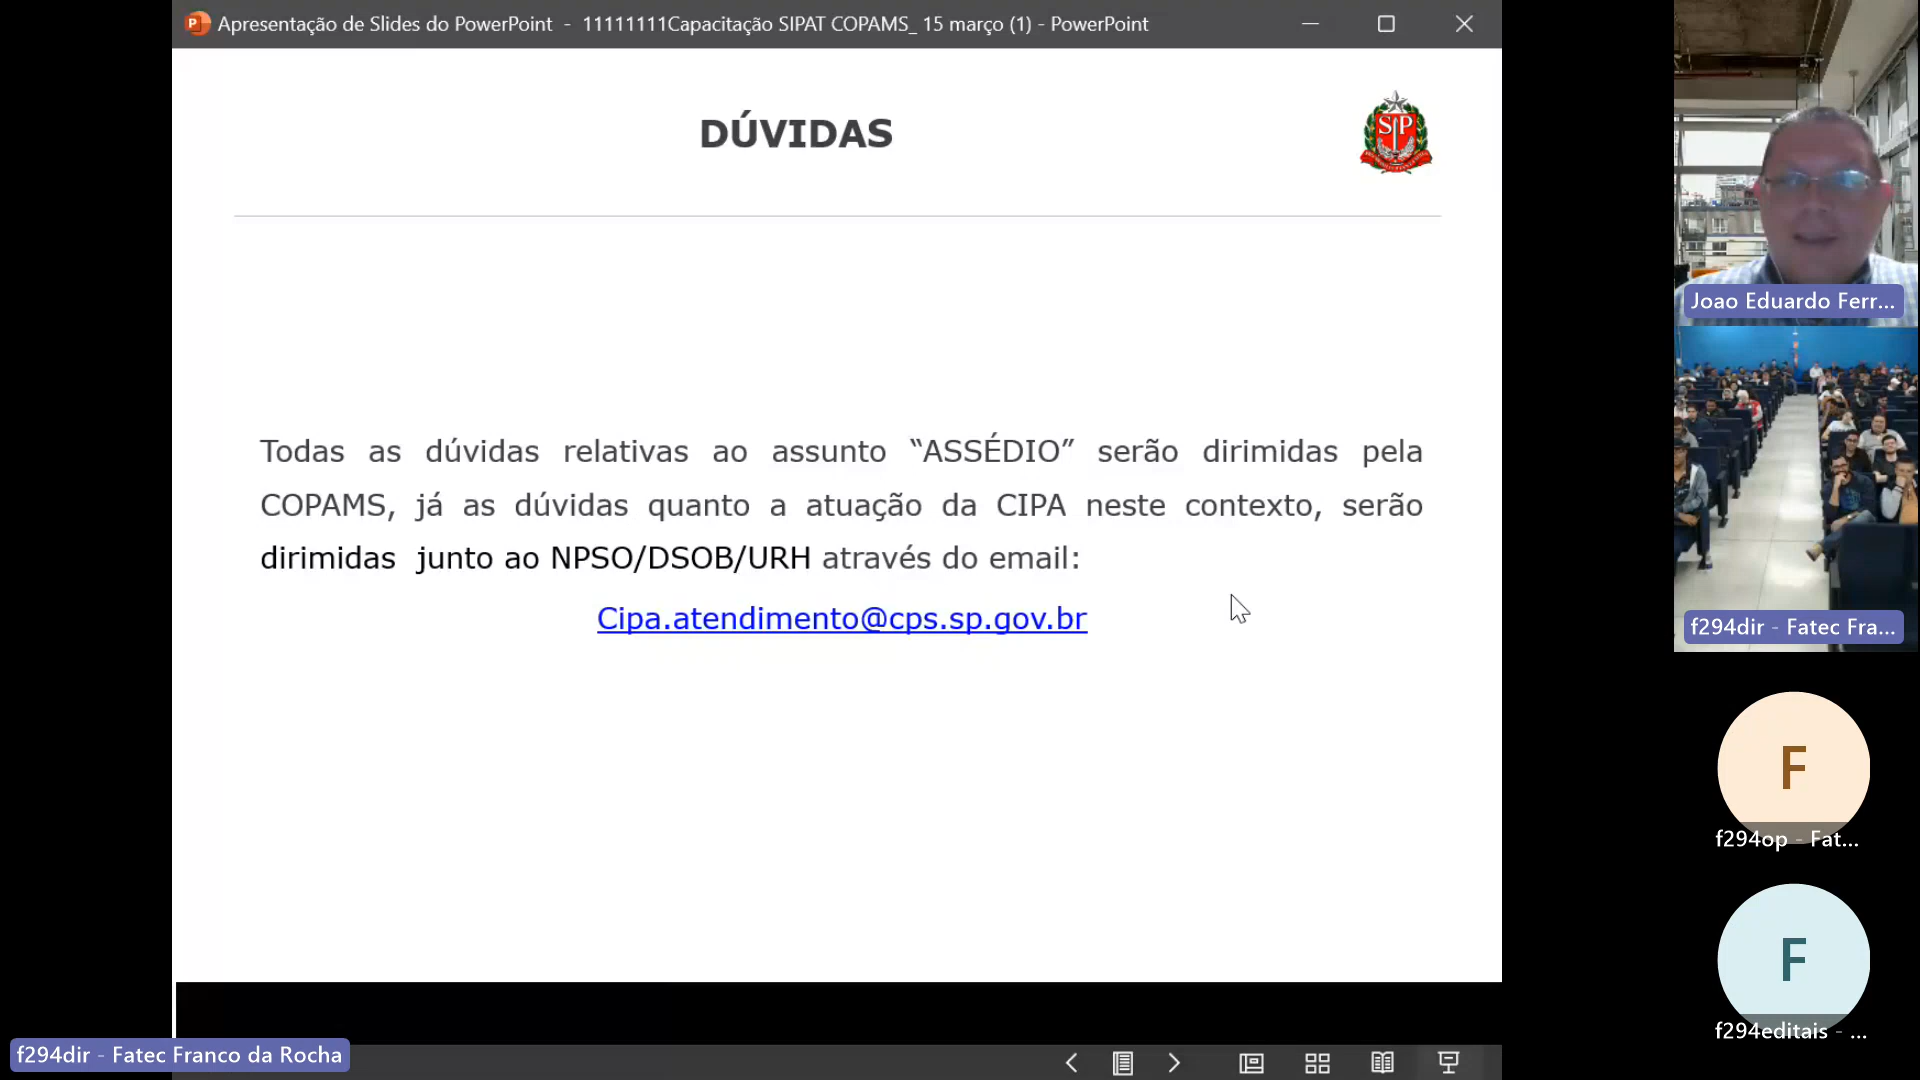 Apresentação de Slides do PowerPoint - 11111111Capacitação SIPAT COPAMS_ 15 março (1) - PowerPoint
DÚVIDAS
SP
Todas as dúvidas relativas ao assunto “ASSÉDIO” serão dirimidas pela
COPAMS, já as dúvidas quanto a atuação da CIPA neste contexto, serão
dirimidas junto ao NPSO/DSOB/URH através do email:
Cipa.atendimento@cps.sp.gov.br
Joao Eduardo Ferr...
f294dir - Fatec Fra...
F
f294op - Fat...
F
f294editais - ...
f294dir - Fatec Franco da Rocha